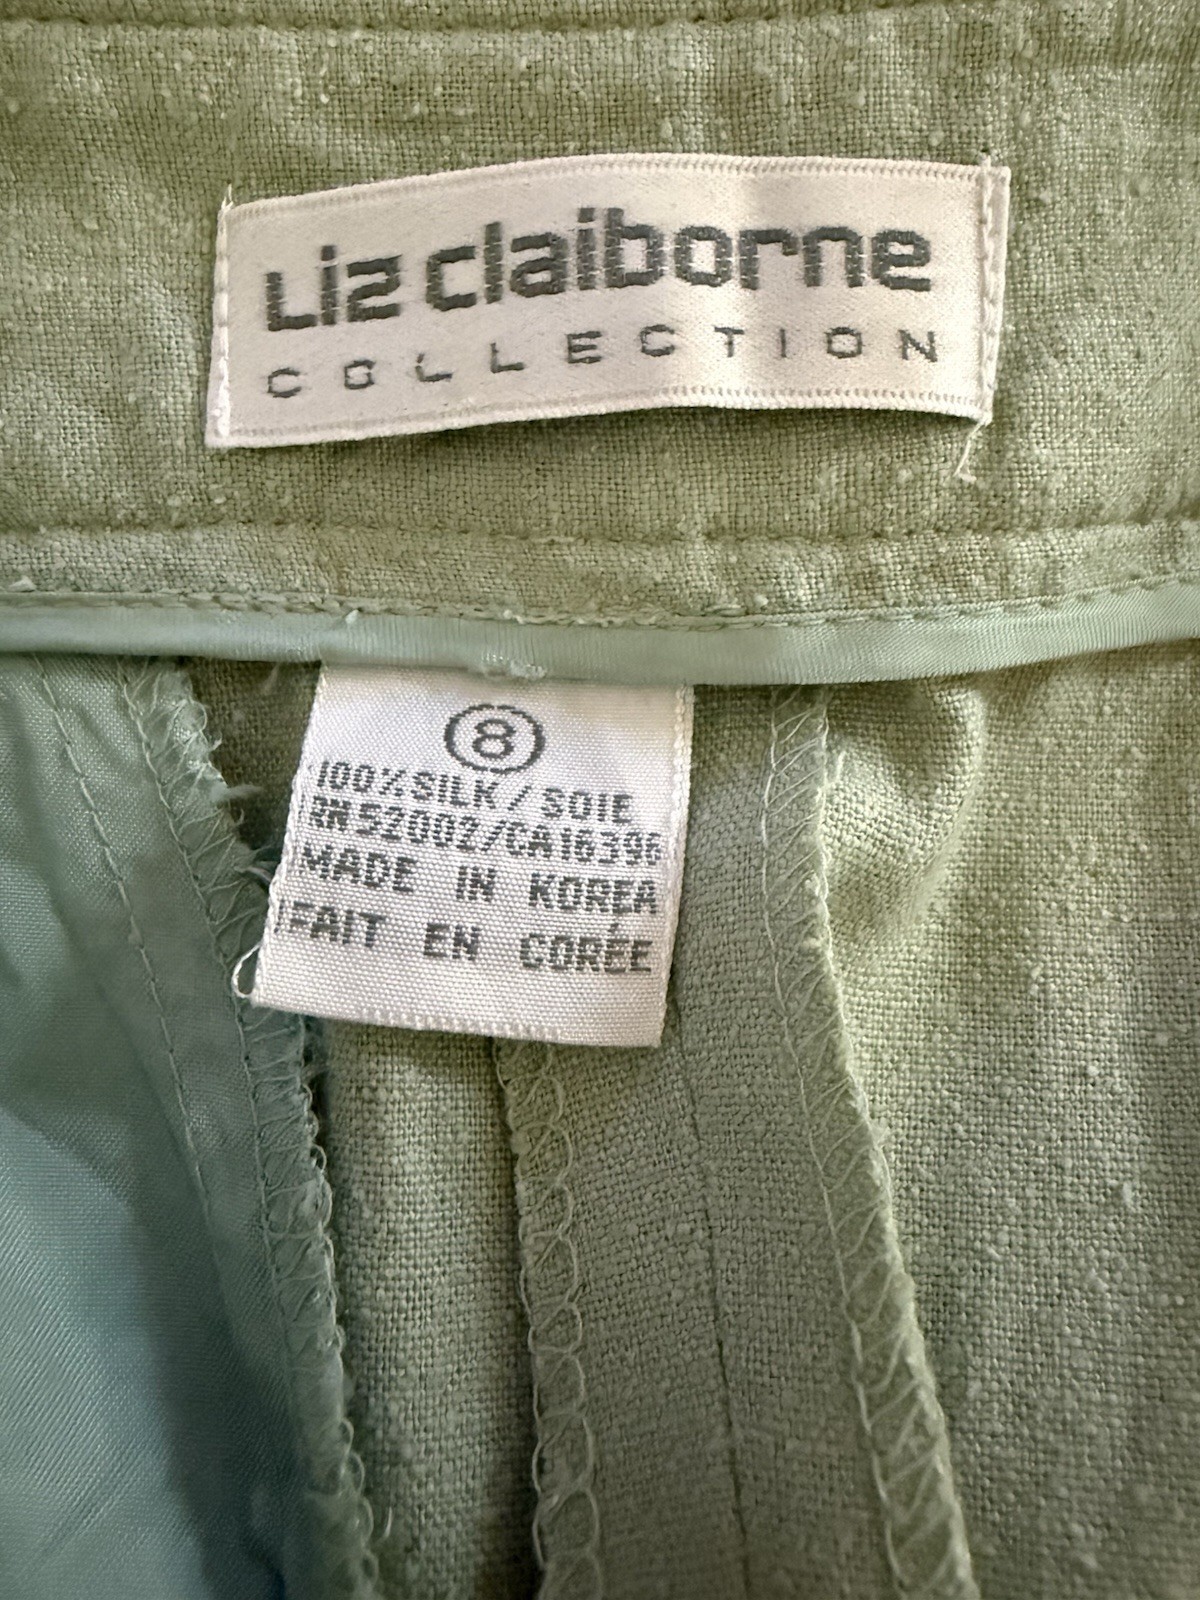 Liz claiborne
COLLECTION
8
100% SILK / SOIE
RN 52002/CA16396
MADE IN KOREA
FAIT EN CORÉE